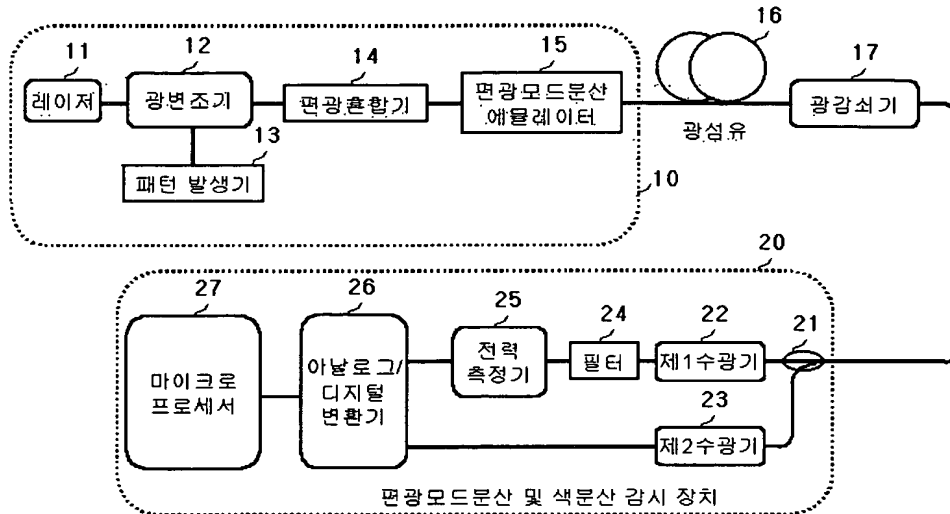 11
12
14
15
16
17
레이저
광변조기
편광혼합기
편광모드분산
에뮬레이터
광감쇠기
광섬유
13
패턴 발생기
10
20
27
26
25
24
22
21
마이크로
프로세서
아날로그/
디지털
변환기
전력
측정기
필터
제1수광기
23
제2수광기
편광모드분산 및 색분산 감시 장치